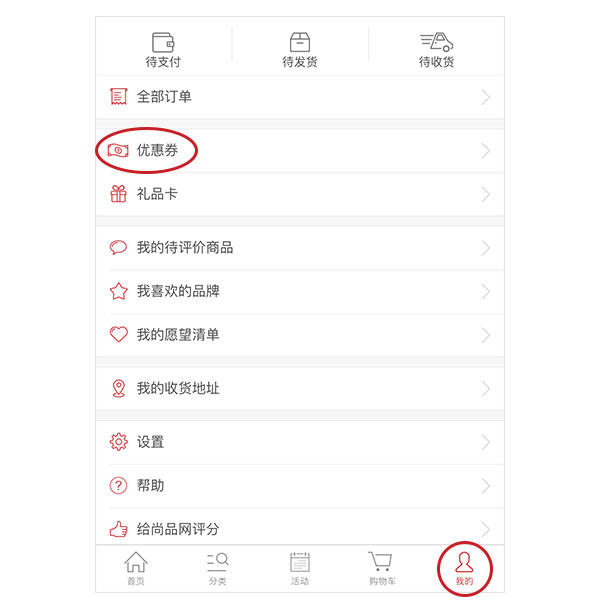 待支付 待发货 待收货
全部订单
优惠券
礼品卡
我的待评价商品
我喜欢的品牌
我的愿望清单
我的收货地址
设置
帮助
给尚品网评分
首页 分类 活动 购物车 我的